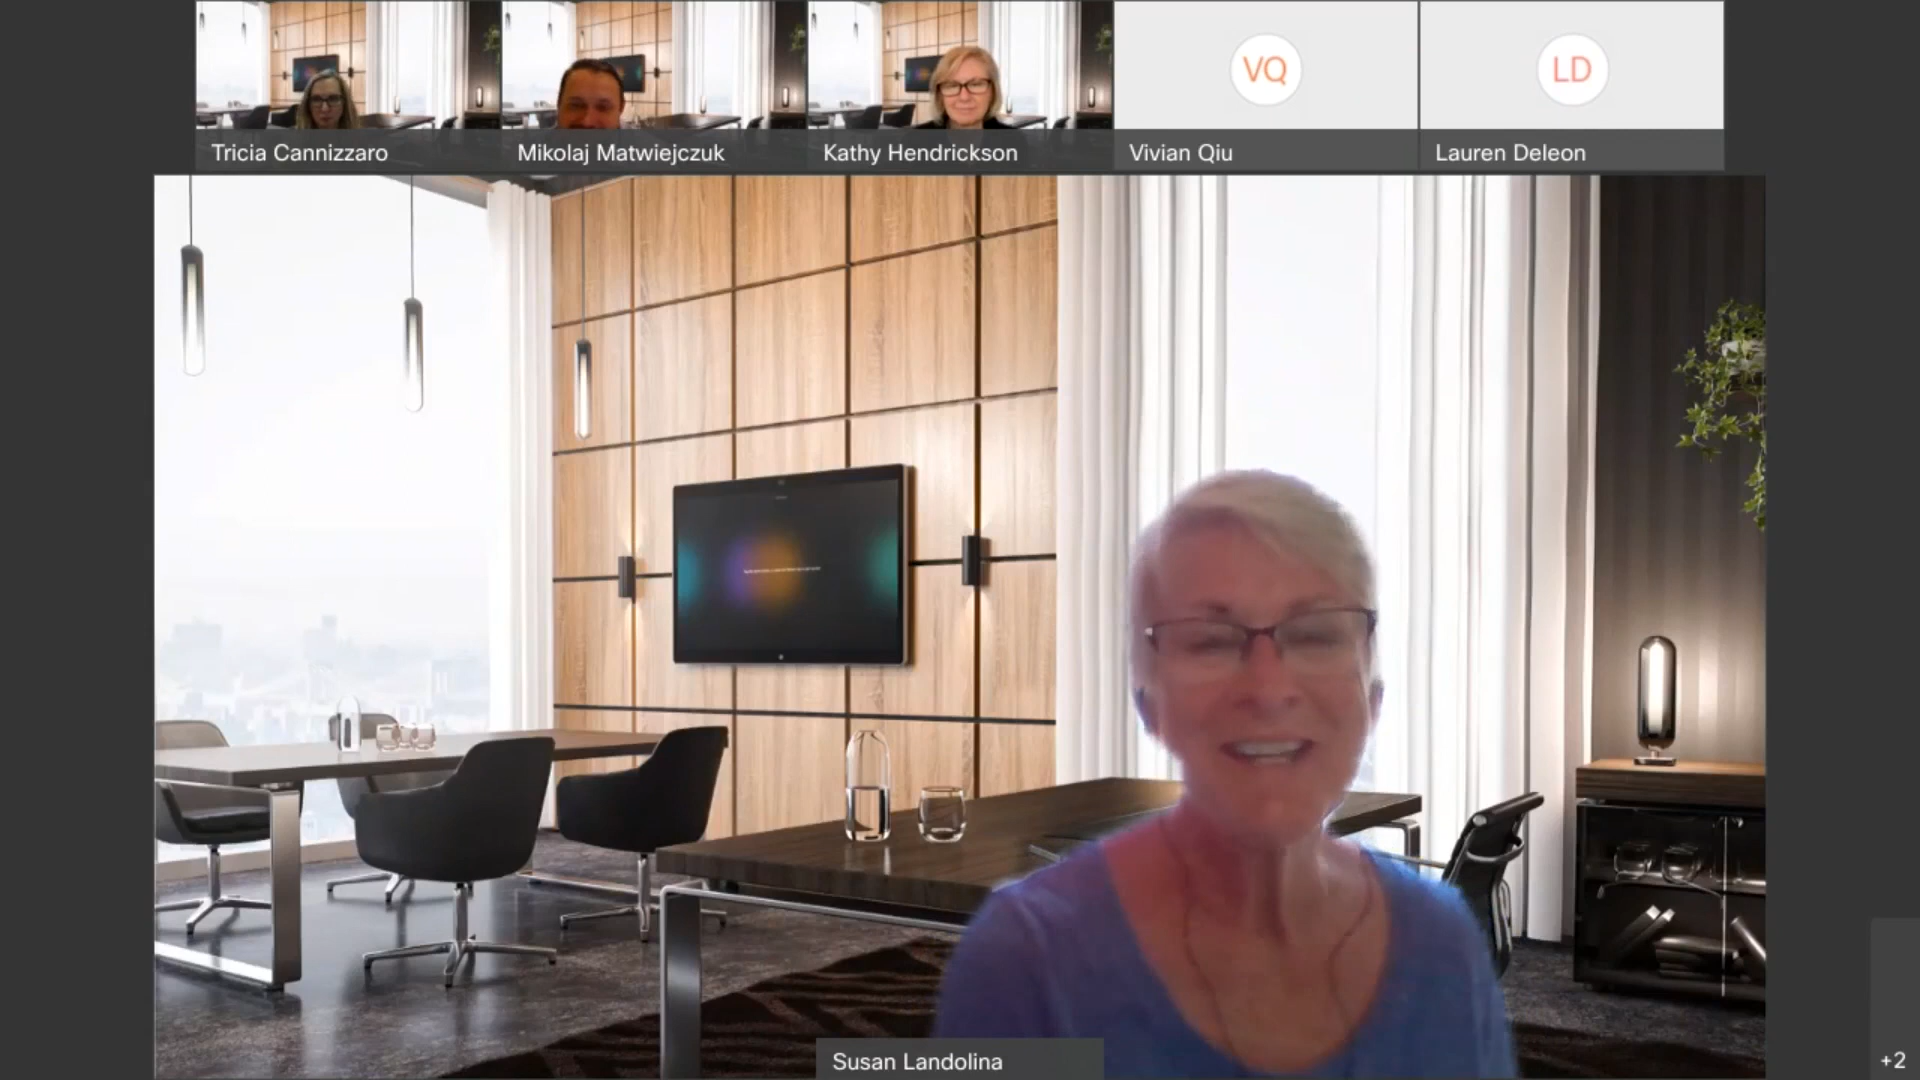 VQ
LD
Tricia Cannizzaro
Mikolaj Matwiejczuk
Kathy Hendrickson
Vivian Qiu
Lauren Deleon
Susan Landolina
+2